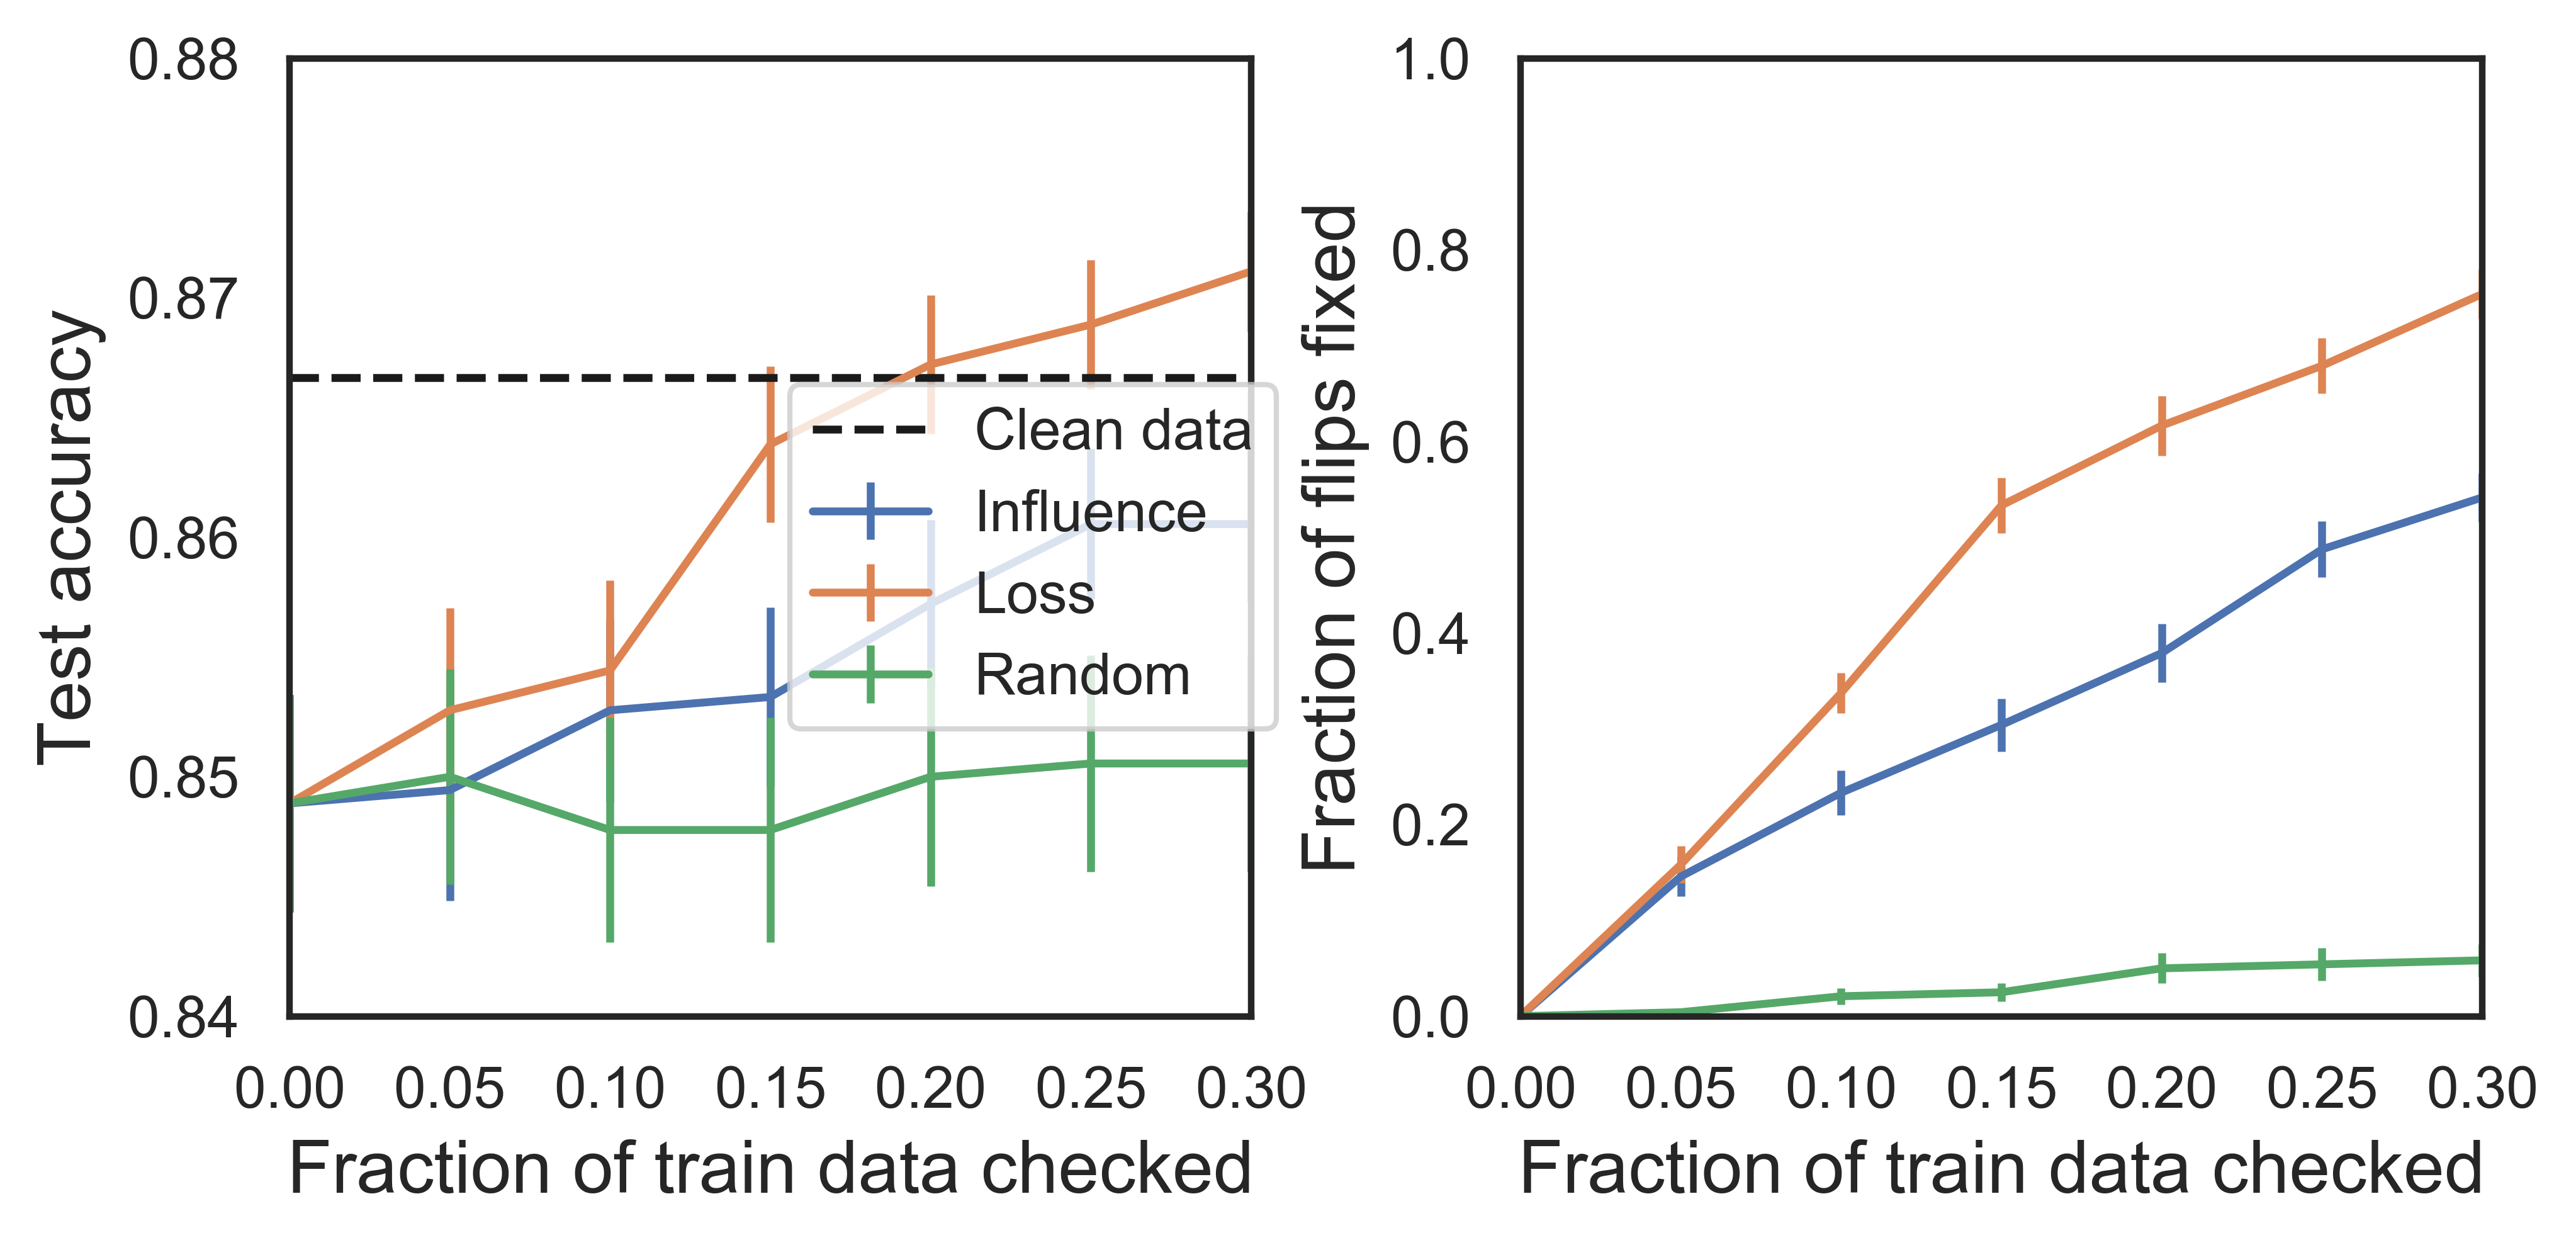 Test accuracy
0.88
0.87
0.86
0.85
0.84
0.00 0.05 0.10 0.15 0.20 0.25 0.30
Fraction of train data checked
Clean data
Influence
Loss
Random
Fraction of flips fixed
1.0
0.8
0.6
0.4
0.2
0.0
0.00 0.05 0.10 0.15 0.20 0.25 0.30
Fraction of train data checked